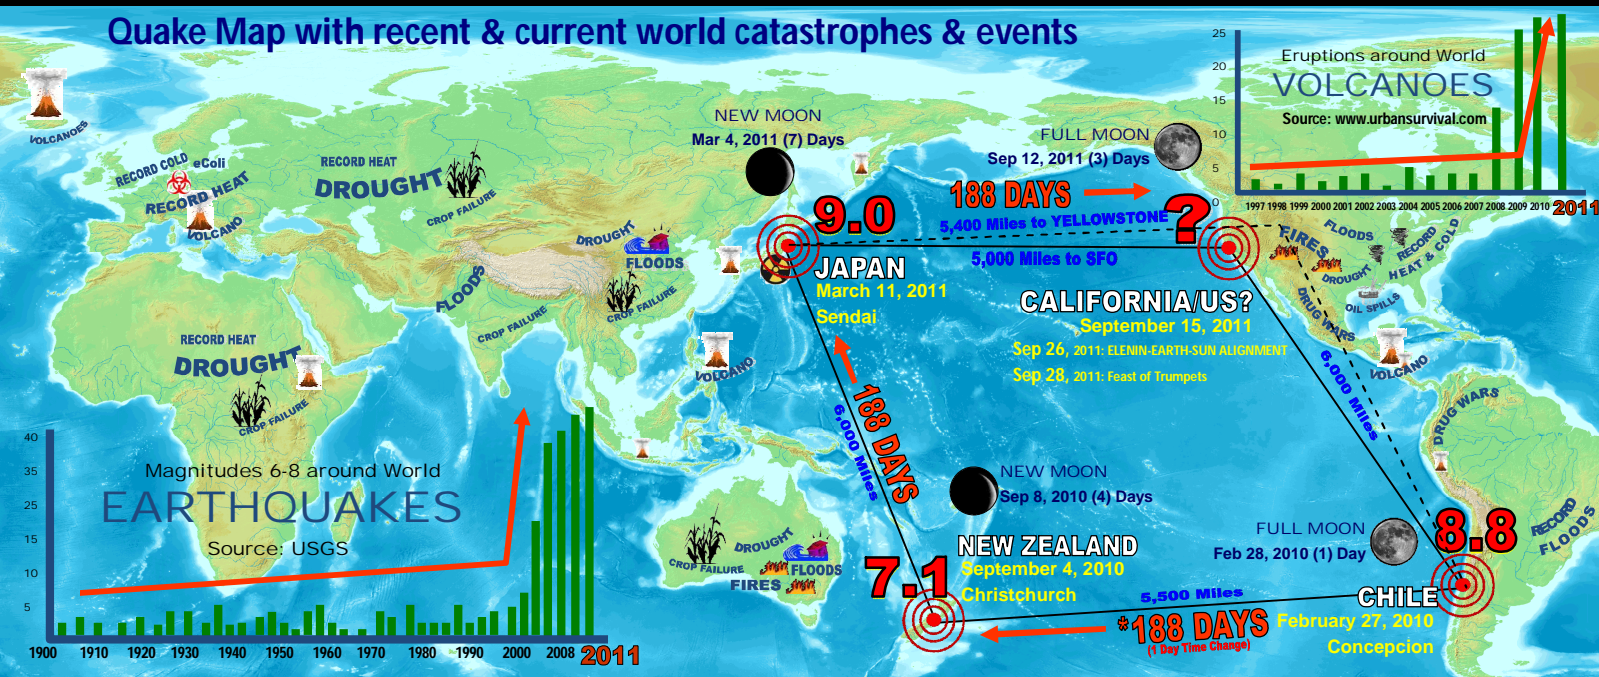 Quake Map with recent & current world catastrophes & events
VOLCANOES
RECORD COLD
eColi
RECORD HEAT
VOLCANO
RECORD HEAT
DROUGHT
CROP FAILURE
NEW MOON
Mar 4, 2011 (7) Days
FULL MOON
Sep 12, 2011 (3) Days
25
20
15
10
5
0
Eruptions around World
VOLCANOES
Source: www.urbansurvival.com
1997 1998 1999 2000 2001 2002 2003 2004 2005 2006 2007 2008 2009 2010 2011
188 DAYS
5,400 Miles to YELLOWSTONE
?
5,000 Miles to SFO
9.0
JAPAN
March 11, 2011
Sendai
CALIFORNIA/US?
September 15, 2011
Sep 26, 2011: ELENIN-EARTH-SUN ALIGNMENT
Sep 28, 2011: Feast of Trumpets
FIRES
FLOODS
RECORD
HEAT & COLD
DROUGHT
OIL SPILLS
DRUG WARS
VOLCANO
DROUGHT
FLOODS
FLOODS
CROP FAILURE
CROP FAILURE
VOLCANO
RECORD HEAT
DROUGHT
CROP FAILURE
188 DAYS
6,000 Miles
6,000 Miles
DRUG WARS
40
35
25
15
10
5
Magnitudes 6-8 around World
EARTHQUAKES
Source: USGS
1900 1910 1920 1930 1940 1950 1960 1970 1980 1990 2000 2008 2011
DROUGHT
CROP FAILURE
FLOODS
FIRES
NEW MOON
Sep 8, 2010 (4) Days
7.1
NEW ZEALAND
September 4, 2010
Christchurch
5,500 Miles
*188 DAYS
(1 Day Time Change)
FULL MOON
Feb 28, 2010 (1) Day
8.8
CHILE
February 27, 2010
Concepcion
RECORD
FLOODS